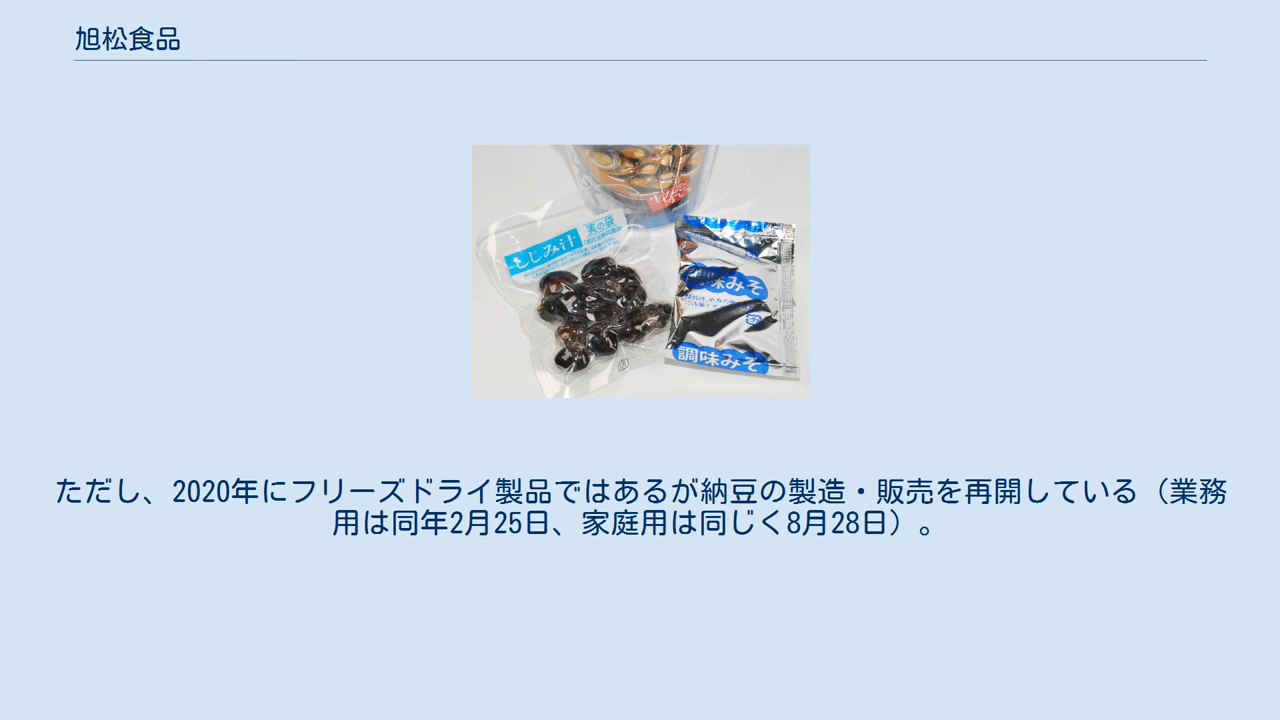 旭松食品
実の袋
しじみ汁
調味みそ
調味みそ
ただし、2020年にフリーズドライ製品ではあるが納豆の製造・販売を再開している（業務
用は同年2月25日、家庭用は同じく8月28日）。